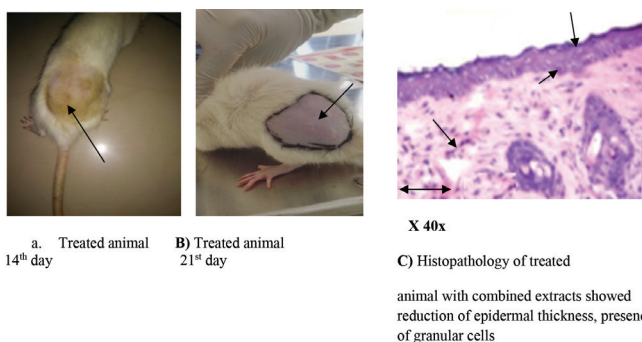 X 40x
a. Treated animal
14th day
B) Treated animal
21st day
C) Histopathology of treated
animal with combined extracts showed
reduction of epidermal thickness,
of granular cells